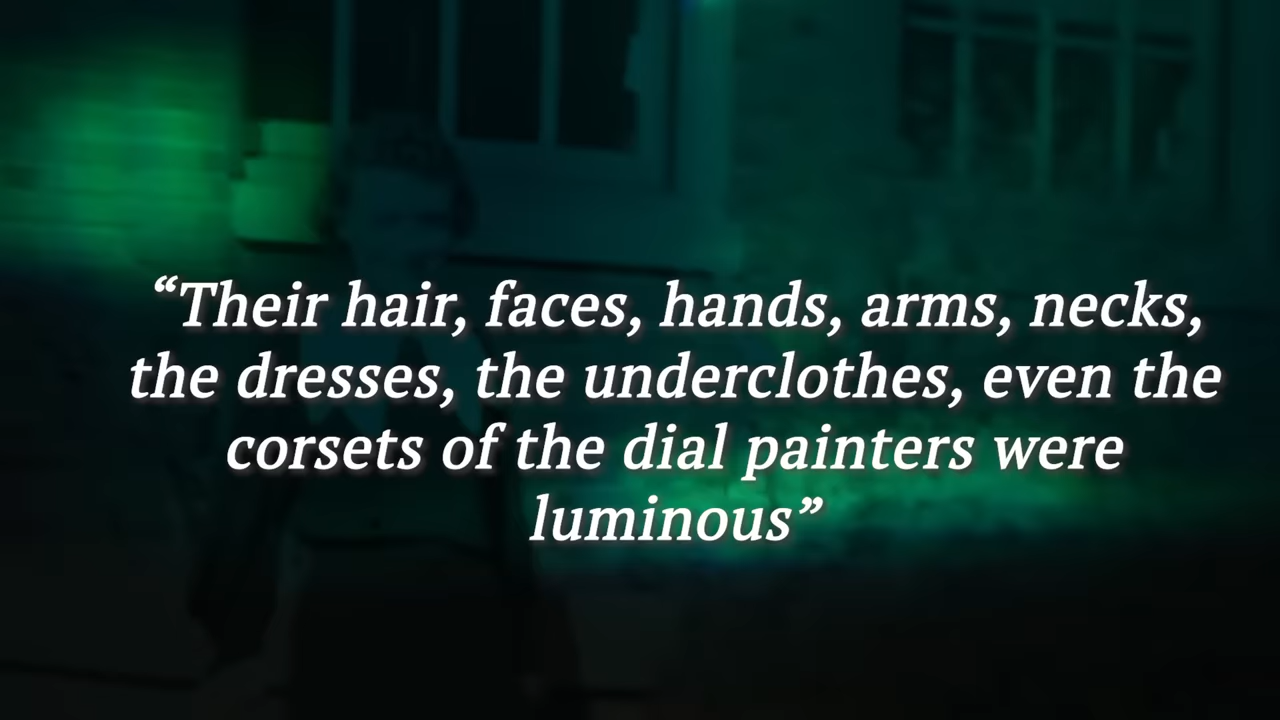 “Their hair, faces, hands, arms, necks,
the dresses, the underclothes, even the
corsets of the dial painters were
luminous”